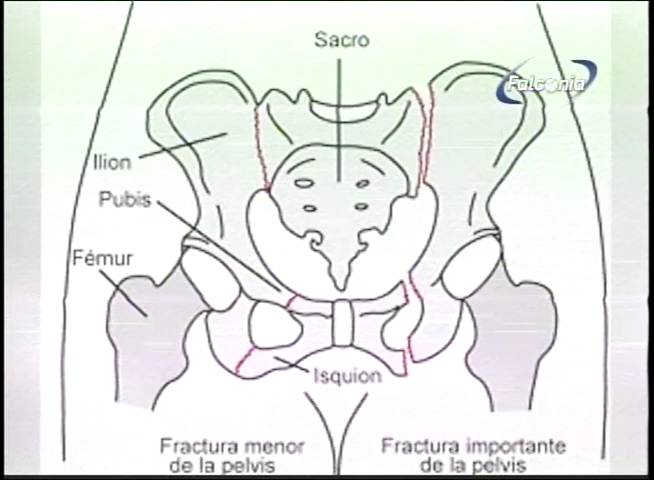 Sacro
Falconia
Ilion
Pubis
Fémur
Isquion
Fractura menor
de la pelvis
Fractura importante
de la pelvis